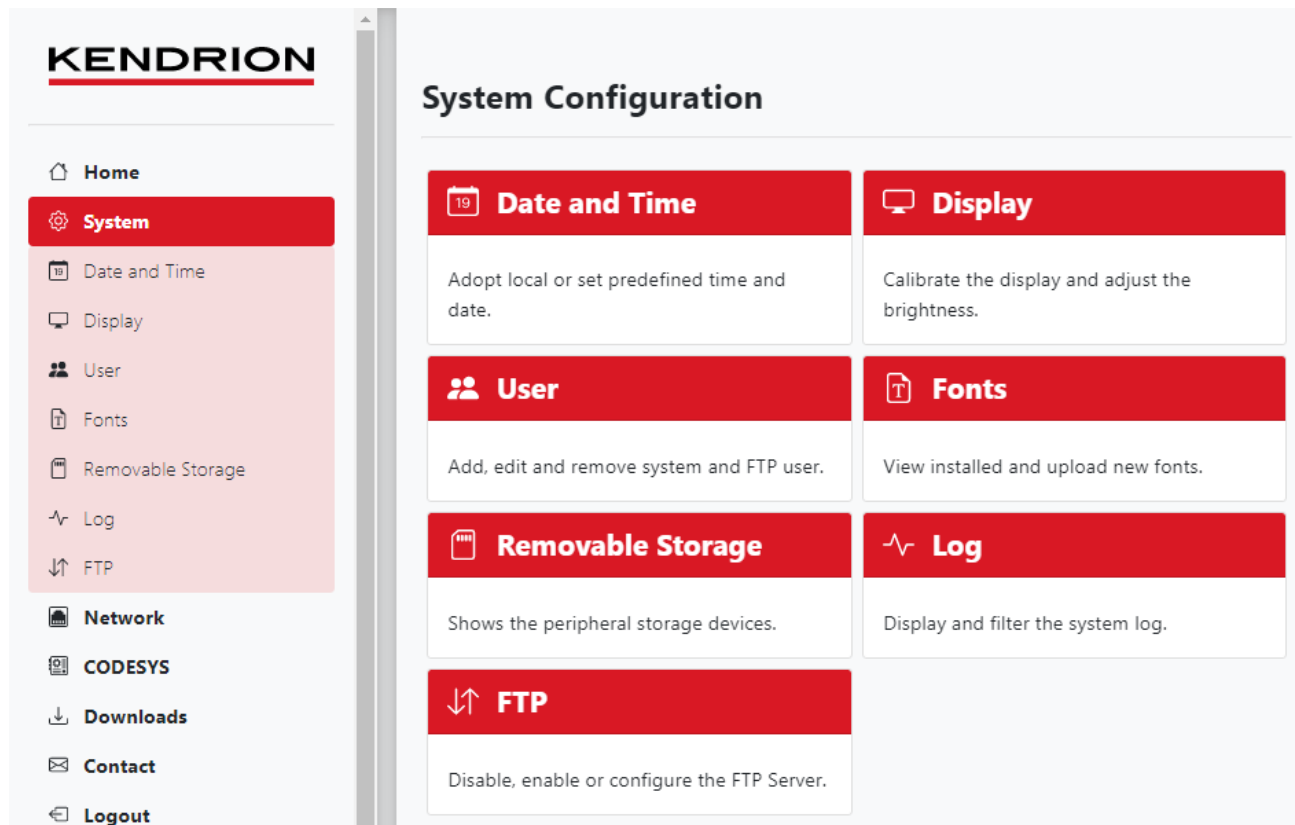 KENDRION
Home
System
19 Date and Time
Display
User
Fonts
Removable Storage
Log
FTP
Network
CODESYS
Downloads
Contact
Logout
System Configuration
19 Date and Time
Adopt local or set predefined time and
date.
Display
Calibrate the display and adjust the
brightness.
User
Add, edit and remove system and FTP user.
T Fonts
View installed and upload new fonts.
Removable Storage
Shows the peripheral storage devices.
Log
Display and filter the system log.
FTP
Disable, enable or configure the FTP Server.